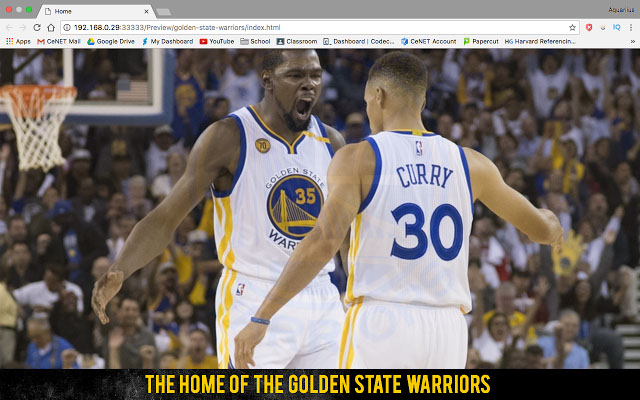 Home
Aquarius
192.168.0.29:33333/Preview/golden-state-warriors/index.html
Apps M CeNET Mail Google Drive My Dashboard YouTube School Classroom Dashboard | Codec... CeNET Account Papercut HG Harvard Referencin...
70
GOLDEN STATE
35
WARR
CURRY
30
THE HOME OF THE GOLDEN STATE WARRIORS